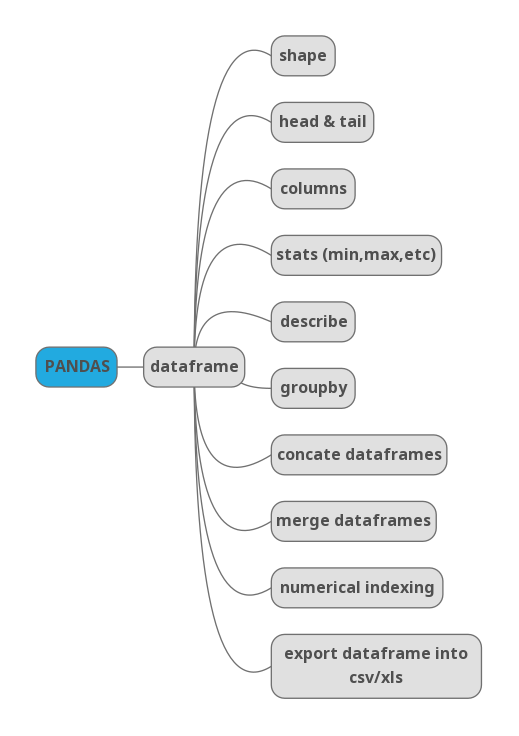 shape
head & tail
columns
stats (min,max,etc)
describe
PANDAS
dataframe
groupby
concate dataframes
merge dataframes
numerical indexing
export dataframe into
csv/xls